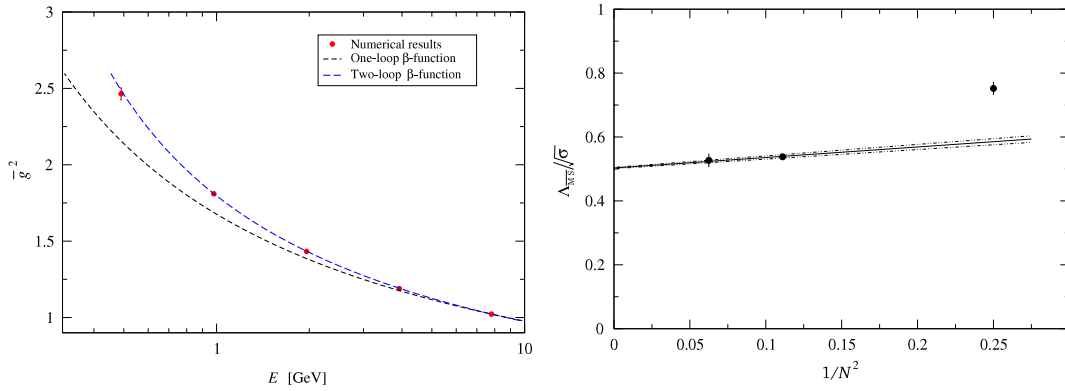 3
2.5
2
1.5
1
g̅ ²
1
10
E [GeV]
Numerical results
One-loop β-function
Two-loop β-function
1
0.8
0.6
0.4
0.2
0
Λ_M̅S̅/√σ
0
0.05
0.1
0.15
0.2
0.25
1/N²